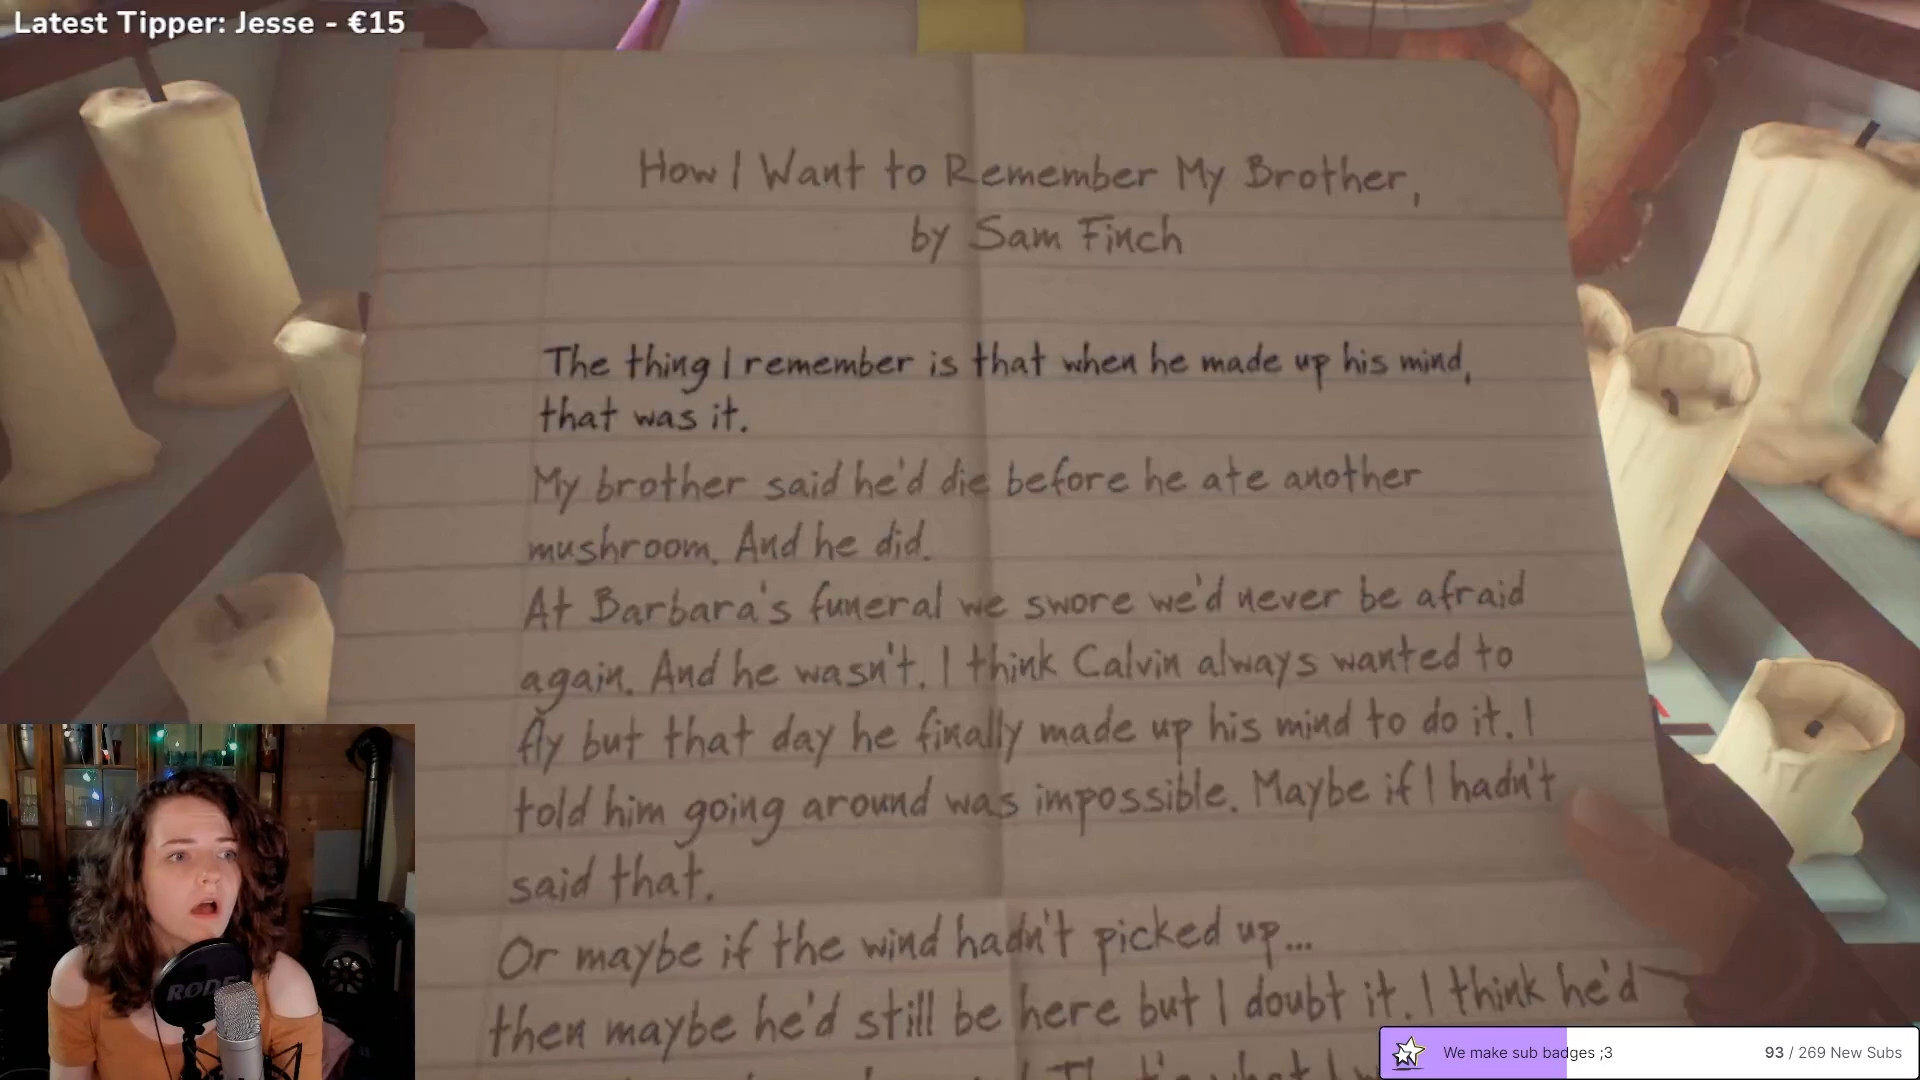 Latest Tipper: Jesse - €15
How I Want to Remember My Brother,
by Sam Finch
The thing I remember is that when he made up his mind,
that was it.
My brother said he'd die before he ate another
mushroom. And he did.
At Barbara's funeral we swore we'd never be afraid
again. And he wasn't. I think Calvin always wanted to
fly but that day he finally made up his mind to do it. I
told him going around was impossible. Maybe if I hadn't
said that.
Or maybe if the wind hadn't picked up...
then maybe he'd still be here but I doubt it. I think he'd
RØDE
We make sub badges ;3
93 / 269 New Subs